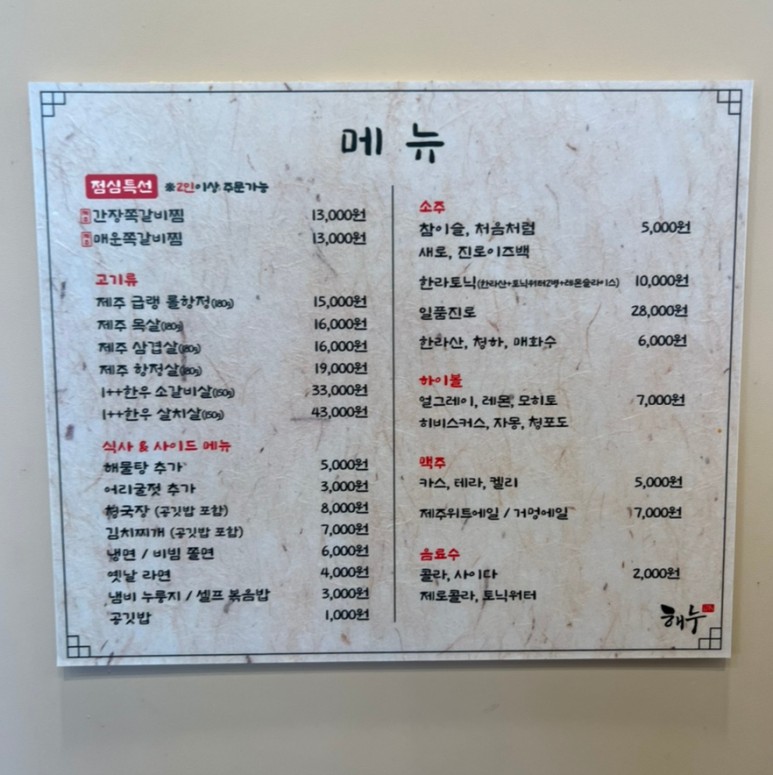 메뉴
점심특선 ※2인이상 주문가능
간장쪽갈비찜 13,000원
매운쪽갈비찜 13,000원
고기류
제주 급랭 롤항정(180g) 15,000원
제주 목살(180g) 16,000원
제주 삼겹살(180g) 16,000원
제주 항정살(180g) 19,000원
1++한우 소갈비살(150g) 33,000원
1++한우 살치살(150g) 43,000원
식사 & 사이드 메뉴
해물탕 추가 5,000원
어리굴젓 추가 3,000원
청국장 (공깃밥 포함) 8,000원
김치찌개 (공깃밥 포함) 7,000원
냉면 / 비빔 쫄면 6,000원
옛날 라면 4,000원
냄비 누룽지 / 셀프 볶음밥 3,000원
공깃밥 1,000원
소주
참이슬, 처음처럼 5,000원
새로, 진로이즈백
한라토닉(한라산+토닉워터2병+레몬슬라이스) 10,000원
일품진로 28,000원
한라산, 청하, 매화수 6,000원
하이볼
얼그레이, 레몬, 모히토 7,000원
히비스커스, 자몽, 청포도
맥주
카스, 테라, 켈리 5,000원
제주위트에일 / 거멍에일 7,000원
음료수
콜라, 사이다 2,000원
제로콜라, 토닉워터
해누